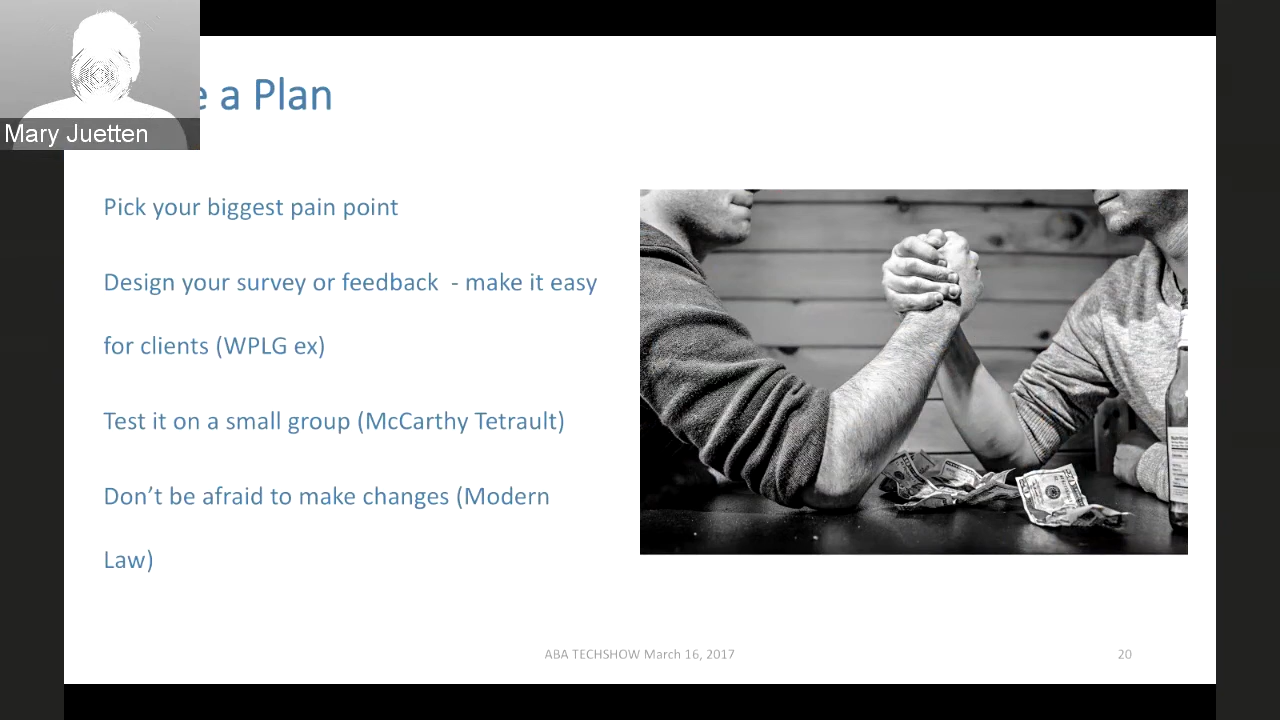 Mary Juetten
e a Plan
Pick your biggest pain point
Design your survey or feedback  - make it easy
for clients (WPLG ex)
Test it on a small group (McCarthy Tetrault)
Don’t be afraid to make changes (Modern
Law)
ABA TECHSHOW March 16, 2017
20